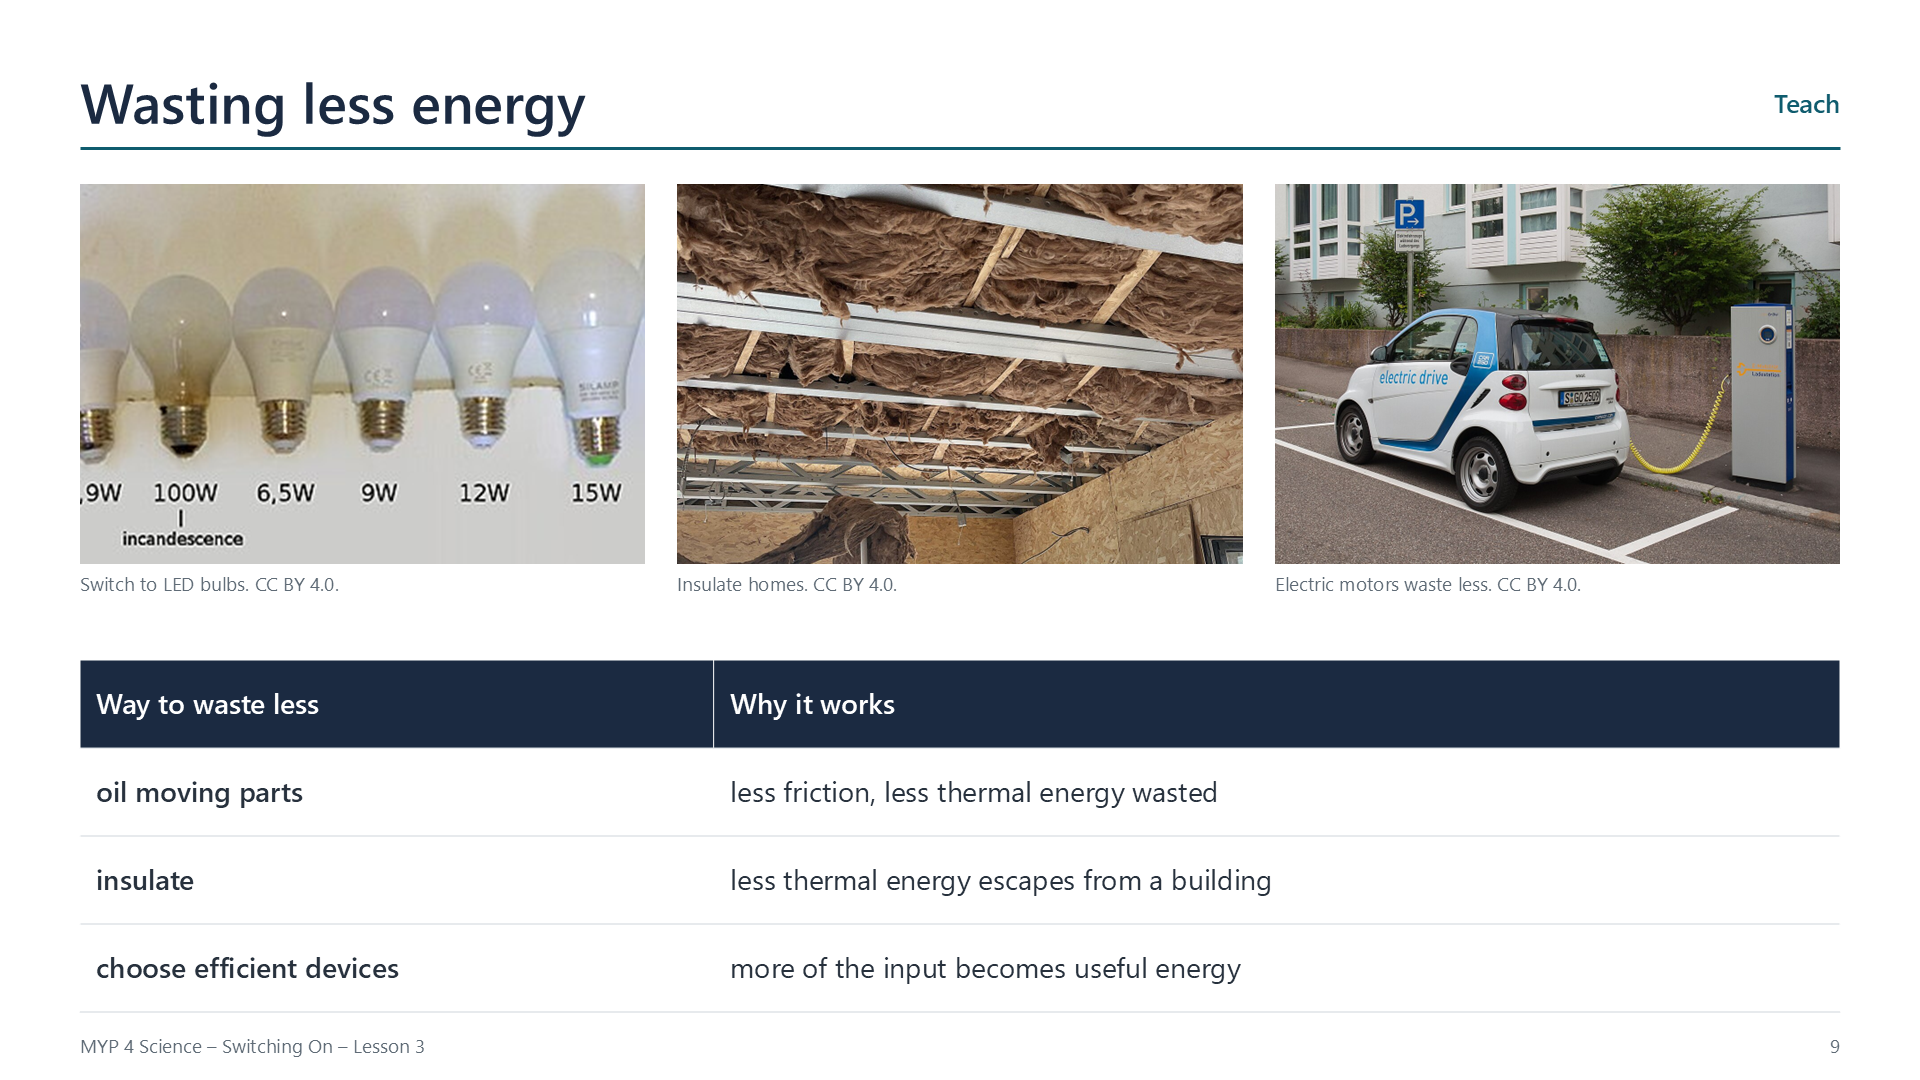 Wasting less energy
Teach
,9W 100W 6,5W 9W 12W 15W
incandescence
SILAMP
P
electric drive
CAR2GO
S GO 2509
Switch to LED bulbs. CC BY 4.0.
Insulate homes. CC BY 4.0.
Electric motors waste less. CC BY 4.0.
Way to waste less
Why it works
oil moving parts
less friction, less thermal energy wasted
insulate
less thermal energy escapes from a building
choose efficient devices
more of the input becomes useful energy
MYP 4 Science – Switching On – Lesson 3
9